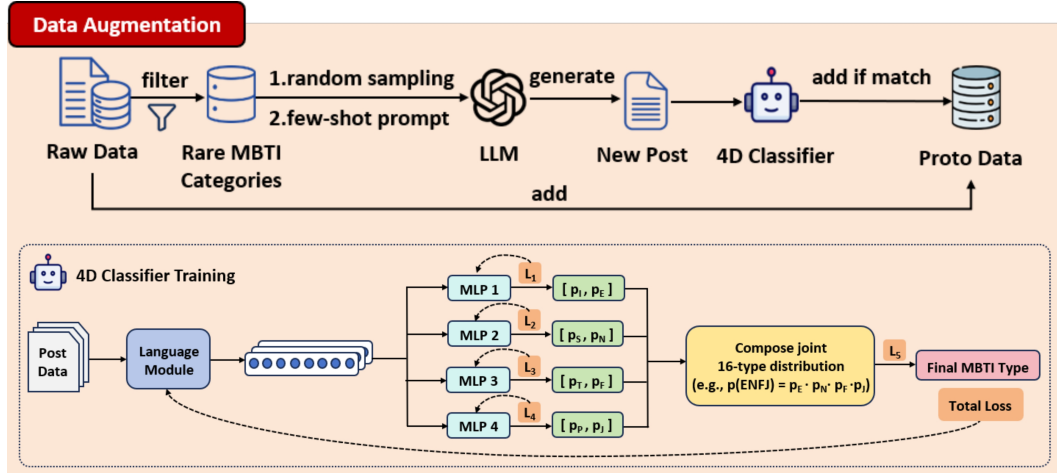 Data Augmentation
filter
1.random sampling
2.few-shot prompt
generate
add if match
Raw Data
Rare MBTI
Categories
LLM
New Post
4D Classifier
Proto Data
add
4D Classifier Training
Post
Data
Language
Module
MLP 1
L₁
[ pI , pE ]
MLP 2
L₂
[ pS , pN ]
MLP 3
L₃
[ pT , pF ]
MLP 4
L₄
[ pP , pJ ]
Compose joint
16-type distribution
(e.g., p(ENFJ) = pE · pN· pF ·pJ)
L₅
Final MBTI Type
Total Loss